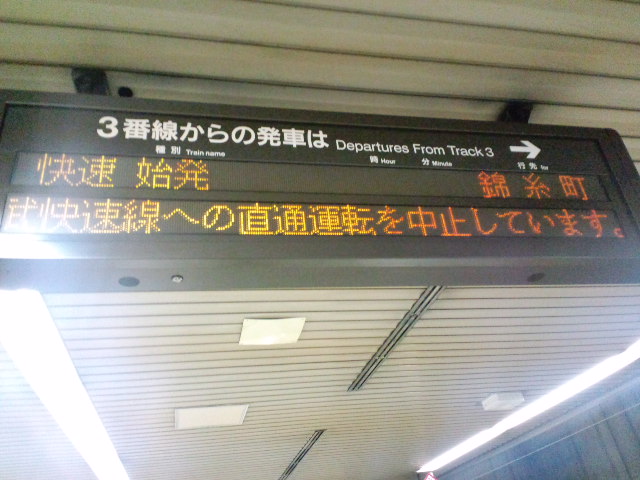 3番線からの発車は Departures From Track 3
種別 Train name 時 Hour 分 Minute 行先 for
快速 始発 錦糸町
快速線への直通運転を中止しています。